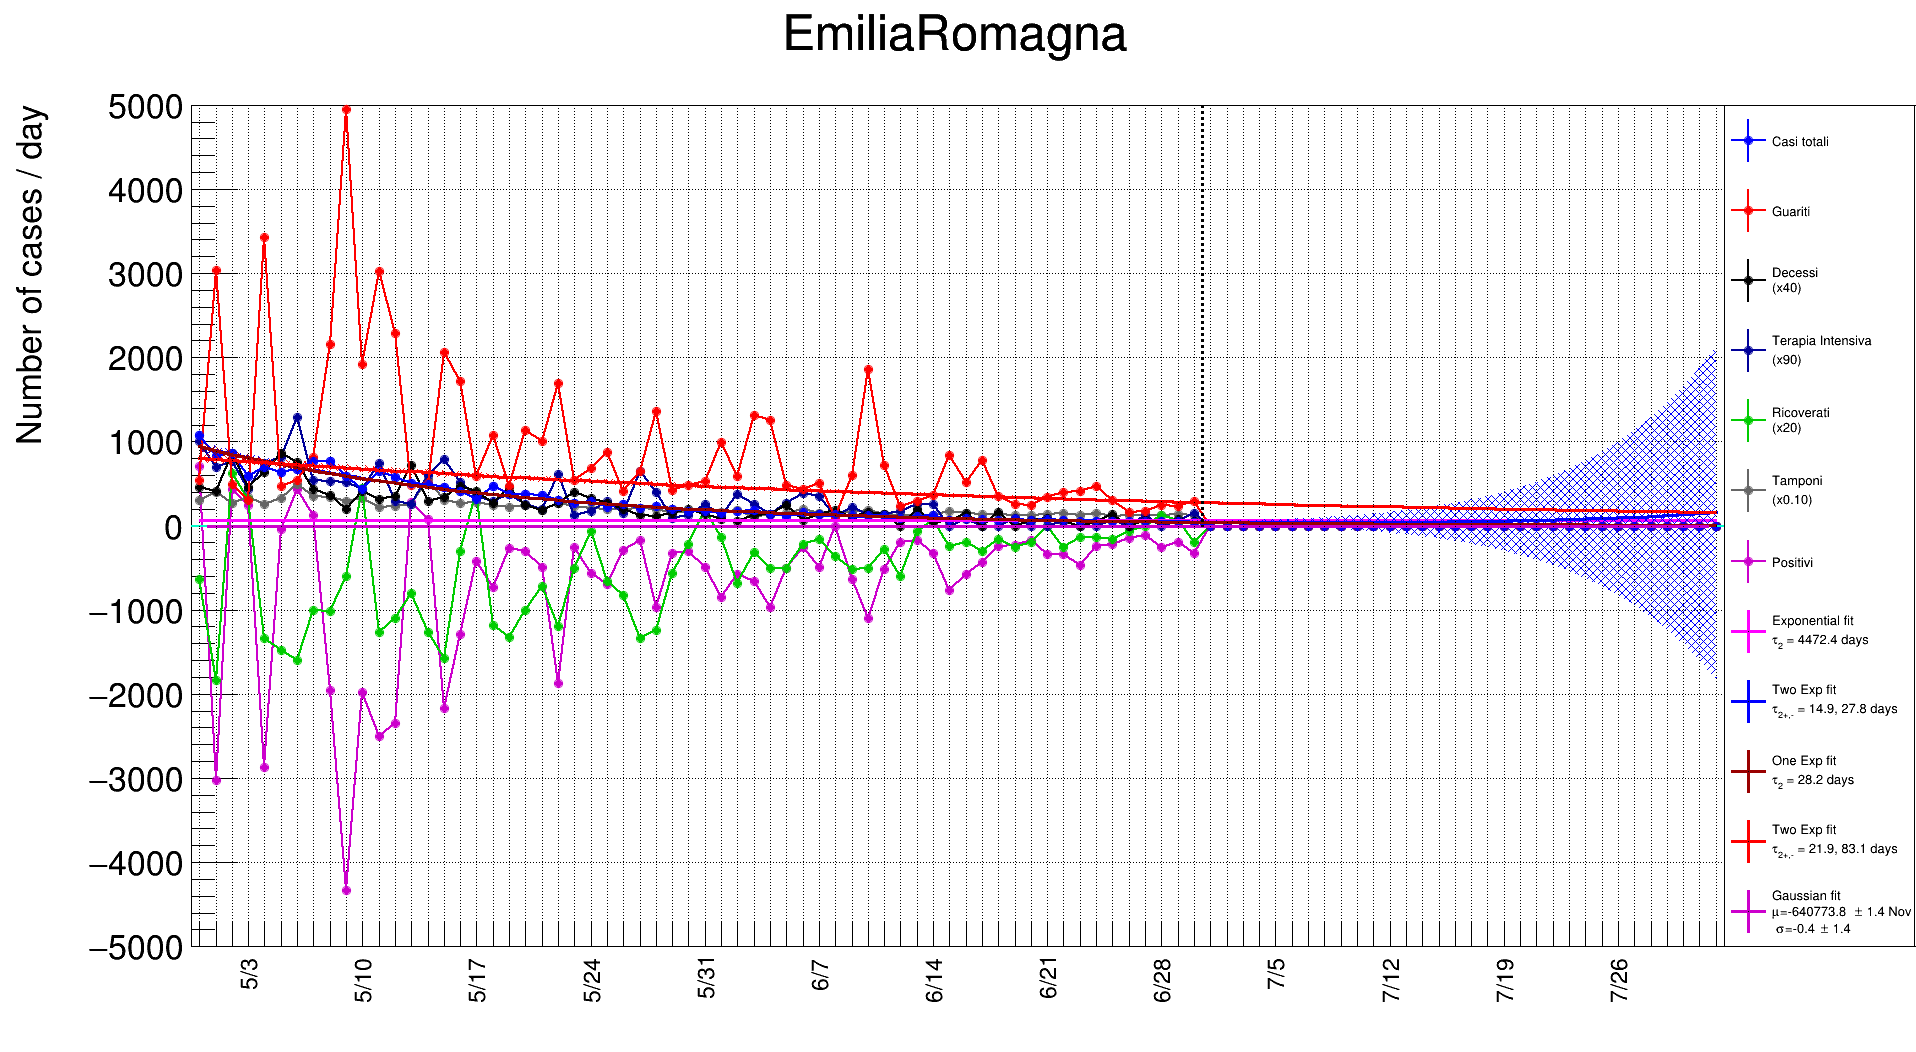 EmiliaRomagna
Number of cases / day
5000
4000
3000
2000
1000
0
−1000
−2000
−3000
−4000
−5000
5/3
5/10
5/17
5/24
5/31
6/7
6/14
6/21
6/28
7/5
7/12
7/19
7/26
Casi totali
Guariti
Decessi
(x40)
Terapia Intensiva
(x90)
Ricoverati
(x20)
Tamponi
(x0.10)
Positivi
Exponential fit
τ2 = 4472.4 days
Two Exp fit
τ2+,- = 14.9, 27.8 days
One Exp fit
τ2 = 28.2 days
Two Exp fit
τ2+,- = 21.9, 83.1 days
Gaussian fit
μ=-640773.8 ± 1.4 Nov
σ=-0.4 ± 1.4